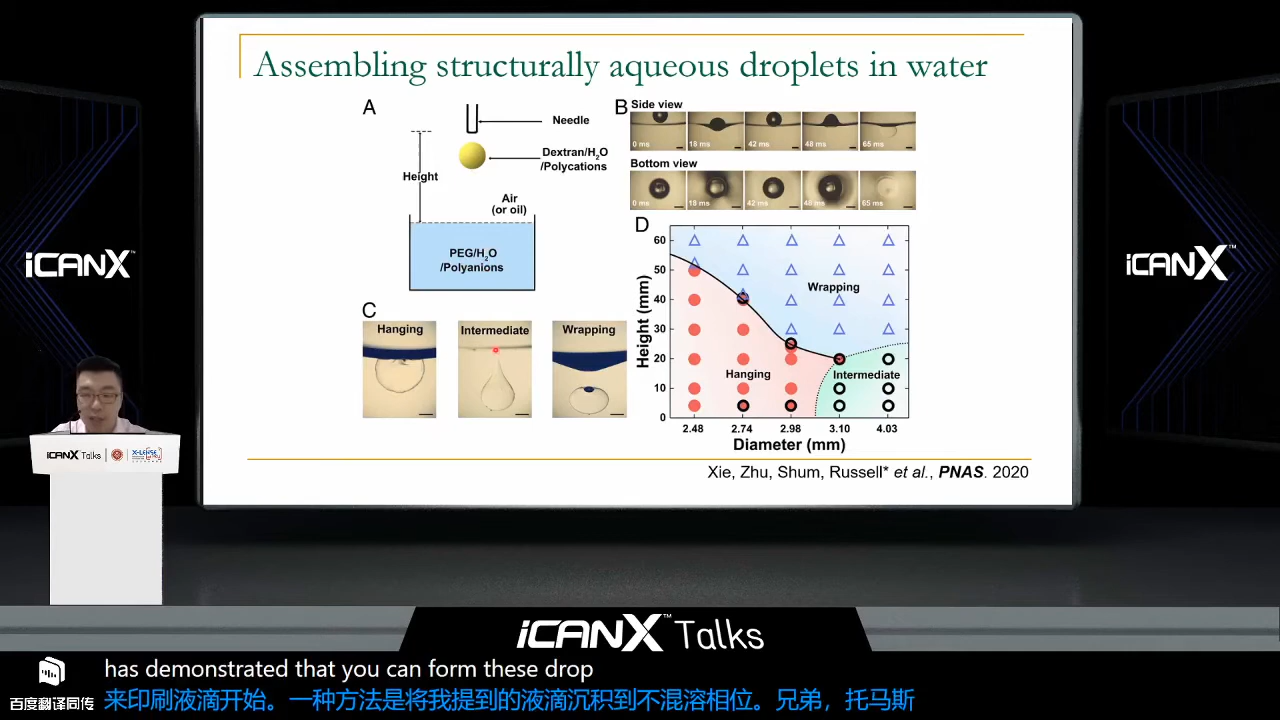 Assembling structurally aqueous droplets in water
A
Needle
Dextran/H2O
/Polycations
Height
Air
(or oil)
PEG/H2O
/Polyanions
B
Side view
0 ms
18 ms
42 ms
48 ms
65 ms
Bottom view
0 ms
18 ms
42 ms
48 ms
65 ms
C
Hanging
Intermediate
Wrapping
D
Height (mm)
60
50
40
30
20
10
0
Wrapping
Hanging
Intermediate
2.48 2.74 2.98 3.10 4.03
Diameter (mm)
Xie, Zhu, Shum, Russell* et al., PNAS. 2020
iCANX™
iCANX™
iCANX Talks
X-LENSE
iCANX™ Talks
has demonstrated that you can form these drop
百度翻译同传
来印刷液滴开始。一种方法是将我提到的液滴沉积到不混溶相位。兄弟，托马斯